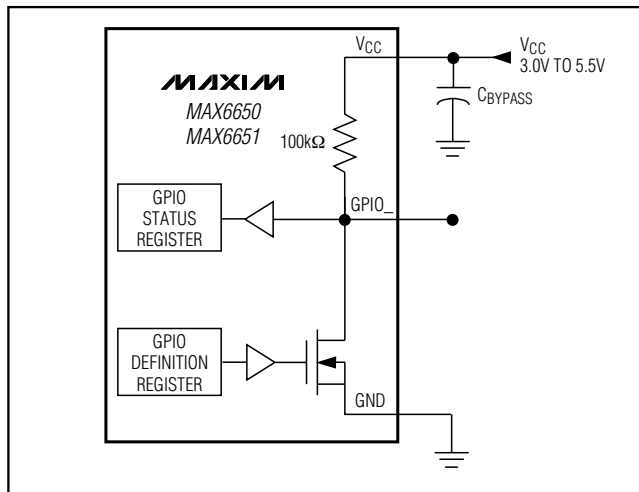 VCC
VCC
3.0V TO 5.5V
MAXIM
MAX6650
MAX6651
CBYPASS
100kΩ
GPIO
STATUS
REGISTER
GPIO_
GPIO
DEFINITION
REGISTER
GND